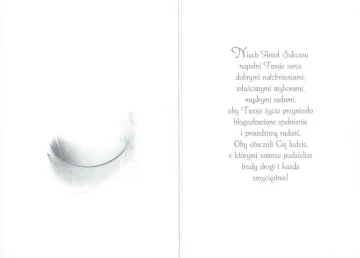 Niech Anioł Sukcesu
napełni Twoje serce
dobrymi natchnieniami,
właściwymi wyborami,
mądrymi radami,
aby Twoje życie przyniosło
błogosławione spełnienie
i prawdziwą radość.
Oby otaczali Cię ludzie,
z którymi zawsze podzielisz
trudy drogi i każde
zwycięstwo!